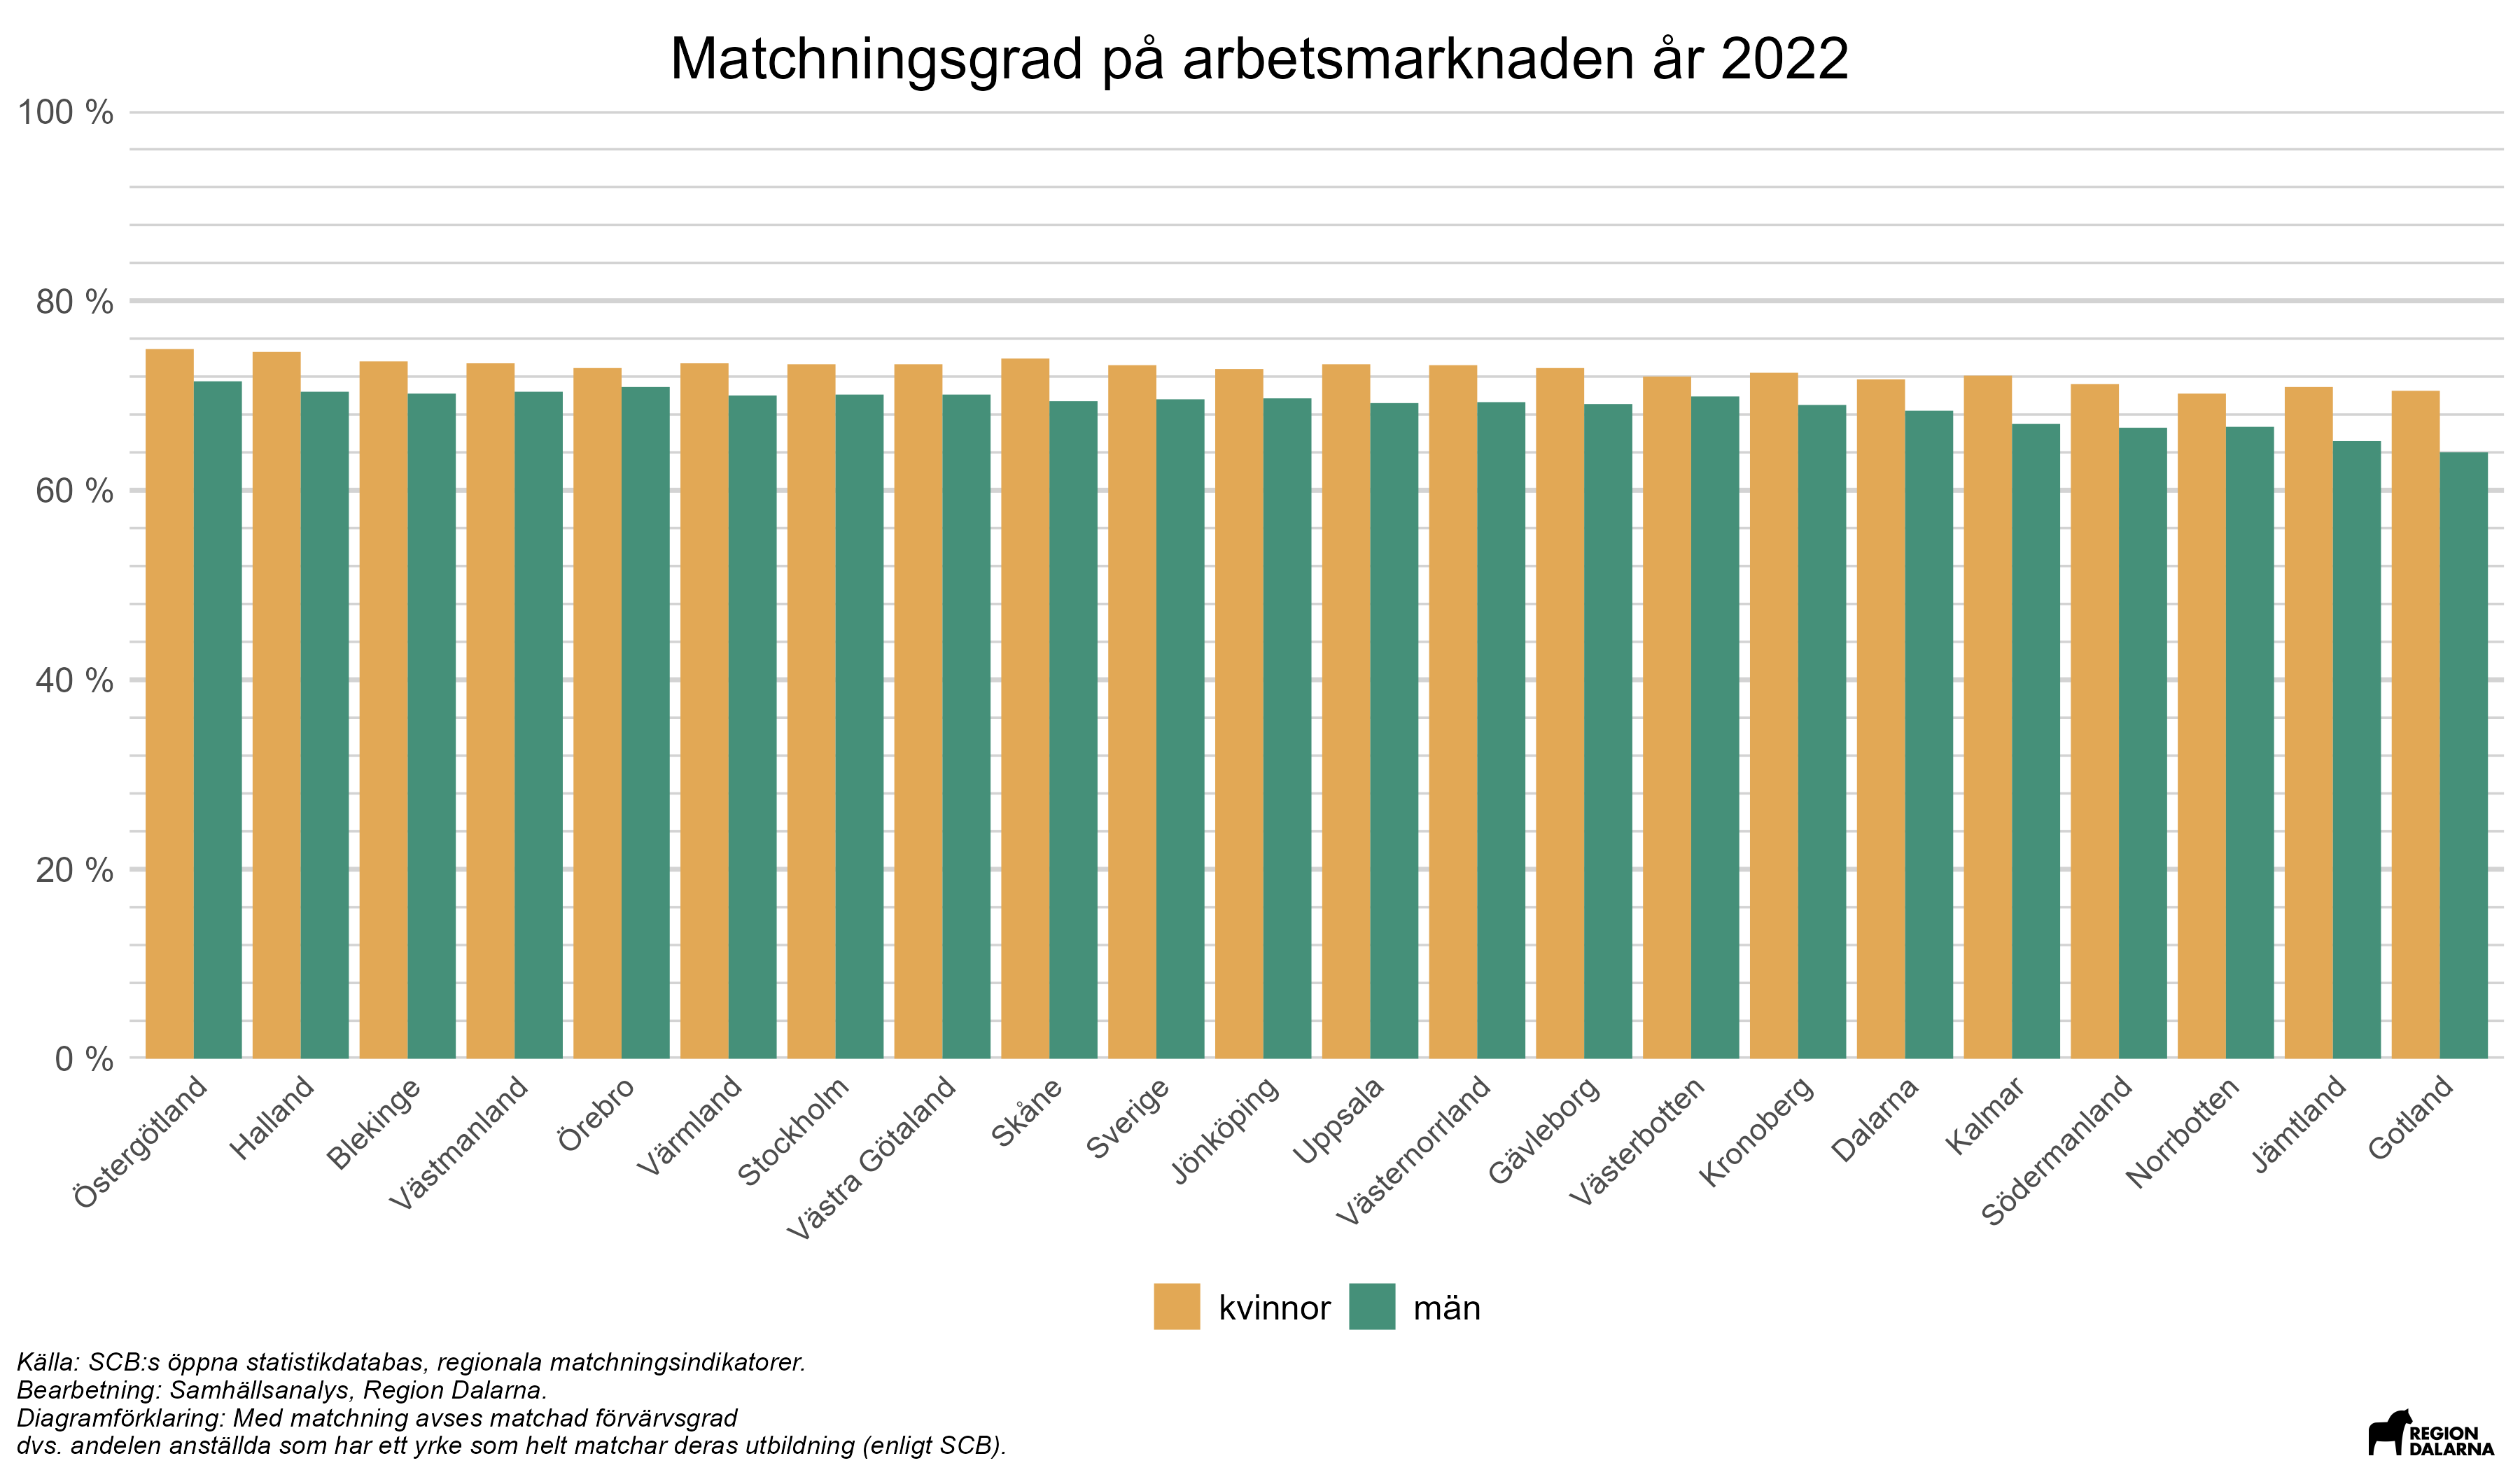 Matchningsgrad på arbetsmarknaden år 2022
100 %
80 %
60 %
40 %
20 %
0 %
Östergötland
Halland
Blekinge
Västmanland
Örebro
Värmland
Stockholm
Västra Götaland
Skåne
Sverige
Jönköping
Uppsala
Västernorrland
Gävleborg
Västerbotten
Kronoberg
Dalarna
Kalmar
Södermanland
Norrbotten
Jämtland
Gotland
kvinnor män
Källa: SCB:s öppna statistikdatabas, regionala matchningsindikatorer.
Bearbetning: Samhällsanalys, Region Dalarna.
Diagramförklaring: Med matchning avses matchad förvärvsgrad
dvs. andelen anställda som har ett yrke som helt matchar deras utbildning (enligt SCB).
REGION
DALARNA